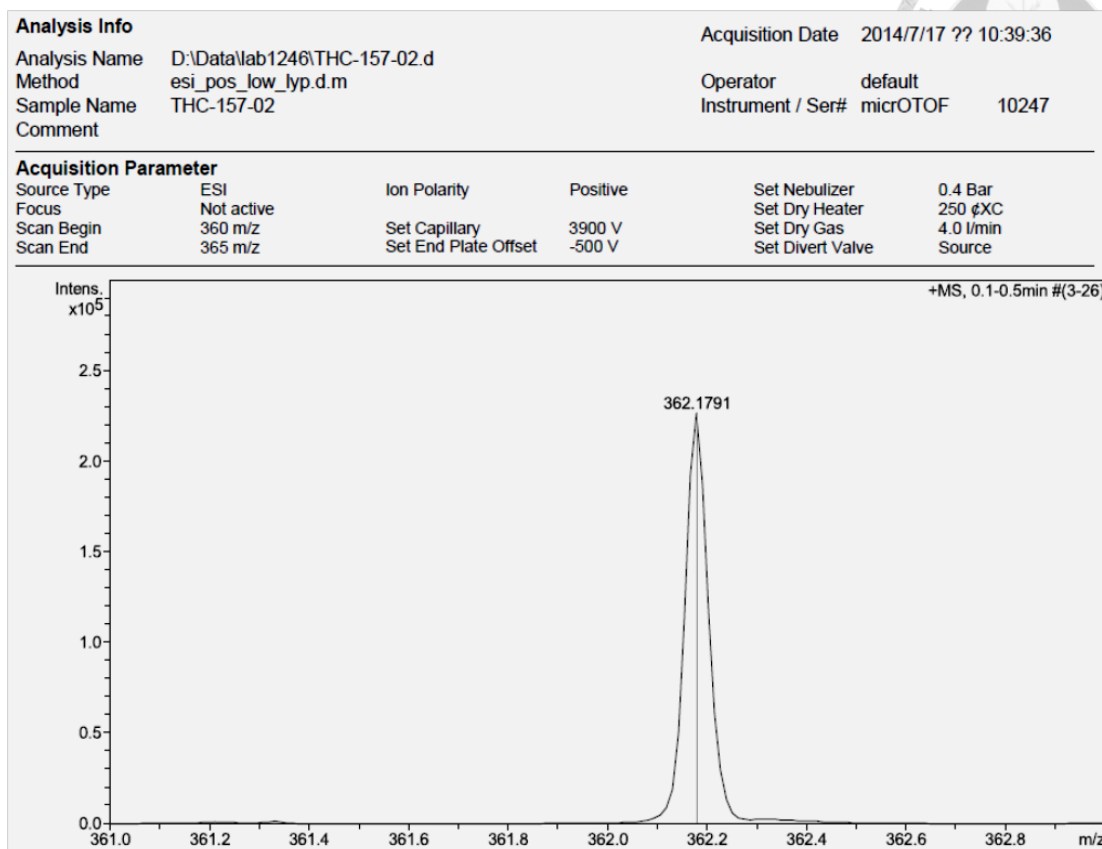 Analysis Info
Acquisition Date 2014/7/17 ?? 10:39:36
Analysis Name D:\Data\lab1246\THC-157-02.d
Method esi_pos_low_lyp.d.m Operator default
Sample Name THC-157-02 Instrument / Ser# micrOTOF 10247
Comment
Acquisition Parameter
Source Type ESI Ion Polarity Positive Set Nebulizer 0.4 Bar
Focus Not active Set Dry Heater 250 ¢XC
Scan Begin 360 m/z Set Capillary 3900 V Set Dry Gas 4.0 l/min
Scan End 365 m/z Set End Plate Offset -500 V Set Divert Valve Source
Intens. +MS, 0.1-0.5min #(3-26)
x10⁵
2.5
362.1791
2.0
1.5
1.0
0.5
0.0
361.0 361.2 361.4 361.6 361.8 362.0 362.2 362.4 362.6 362.8 m/z